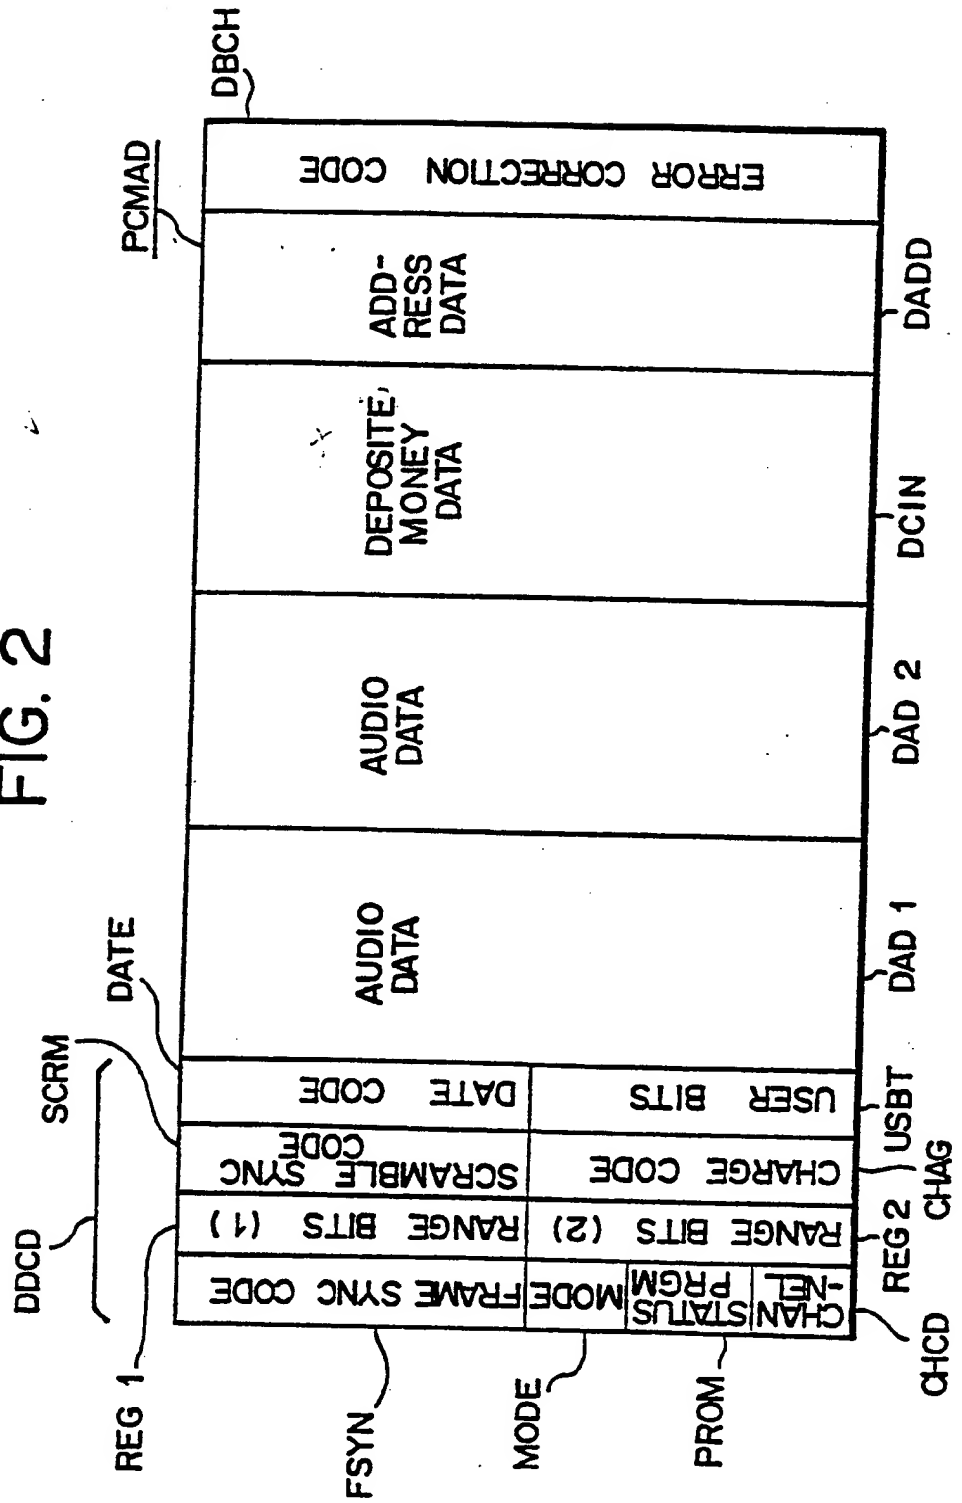 FIG. 2
DDCD
SCRM
DATE
REG 1
PCMAD
DBCH
FSYN
MODE
PROM
FRAME SYNC CODE
MODE
PRGM
STATUS
CHAN
-NEL
RANGE BITS (1)
RANGE BITS (2)
SCRAMBLE SYNC
CODE
CHARGE CODE
DATE CODE
USER BITS
AUDIO
DATA
AUDIO
DATA
DEPOSITE
MONEY
DATA
ADD-
RESS
DATA
ERROR CORRECTION CODE
CHCD
REG 2
CHAG
USBT
DAD 1
DAD 2
DCIN
DADD